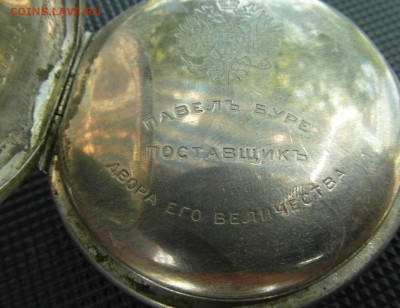 COINS.LAVE.RU
ПАВЕЛЪ БУРЕ
ПОСТАВЩИКЪ
ДВОРА ЕГО ВЕЛИЧЕСТВА